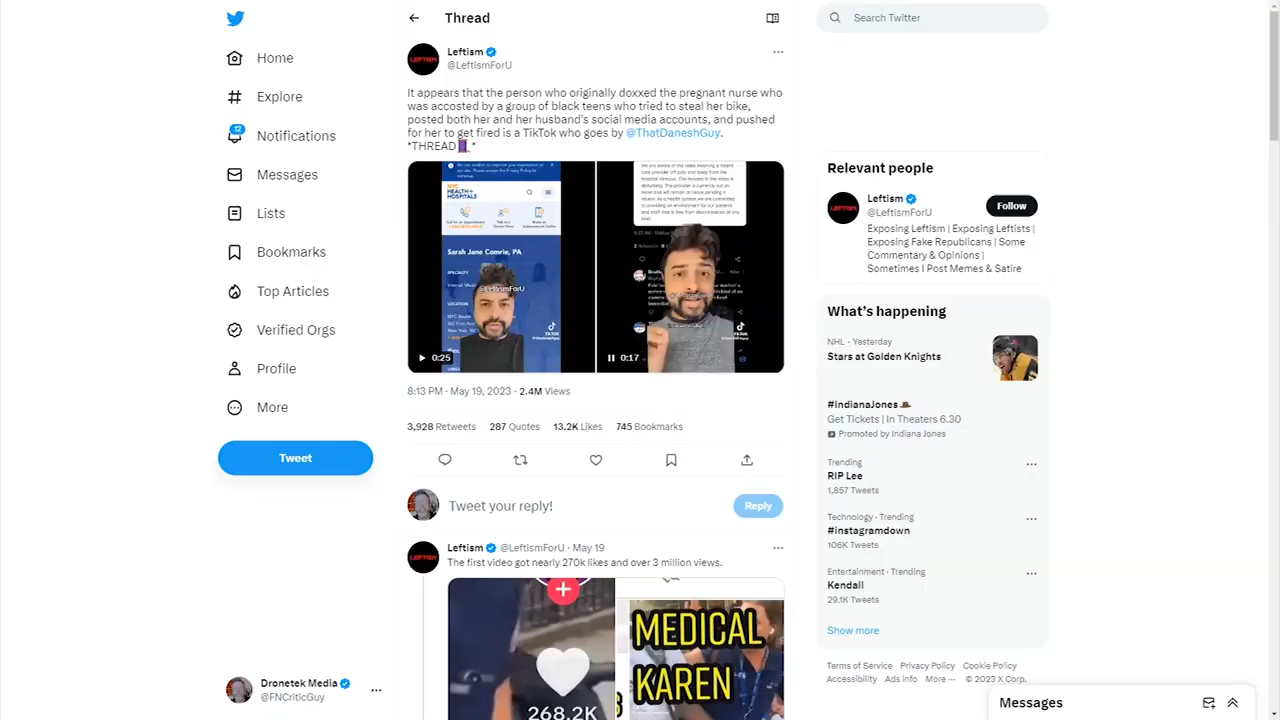 Home
Explore
12
Notifications
Messages
Lists
Bookmarks
Top Articles
Verified Orgs
Profile
More
Tweet
Dronetek Media
@FNCriticGuy
Thread
Leftism
@LeftismForU
It appears that the person who originally doxxed the pregnant nurse who
was accosted by a group of black teens who tried to steal her bike,
posted both her and her husband's social media accounts, and pushed
for her to get fired is a TikTok who goes by @ThatDaneshGuy.
*THREAD🧵*
NYC
HEALTH+
HOSPITALS
Sarah Jane Comrie, PA
SPECIALTY
LOCATION
@LeftismForU
0:25
0:17
8:13 PM · May 19, 2023 · 2.4M Views
3,928 Retweets 287 Quotes 13.2K Likes 745 Bookmarks
Tweet your reply!
Reply
Leftism @LeftismForU · May 19
The first video got nearly 270k likes and over 3 million views.
268.2K
MEDICAL
KAREN
Search Twitter
Relevant people
Leftism
@LeftismForU
Follow
Exposing Leftism | Exposing Leftists |
Exposing Fake Republicans | Some
Commentary & Opinions |
Sometimes I Post Memes & Satire
What's happening
NHL · Yesterday
Stars at Golden Knights
#IndianaJones
Get Tickets | In Theaters 6.30
Promoted by Indiana Jones
Trending
RIP Lee
1,857 Tweets
Technology · Trending
#instagramdown
106K Tweets
Entertainment · Trending
Kendall
29.1K Tweets
Show more
Terms of Service Privacy Policy Cookie Policy
Accessibility Ads info More ··· © 2023 X Corp.
Messages